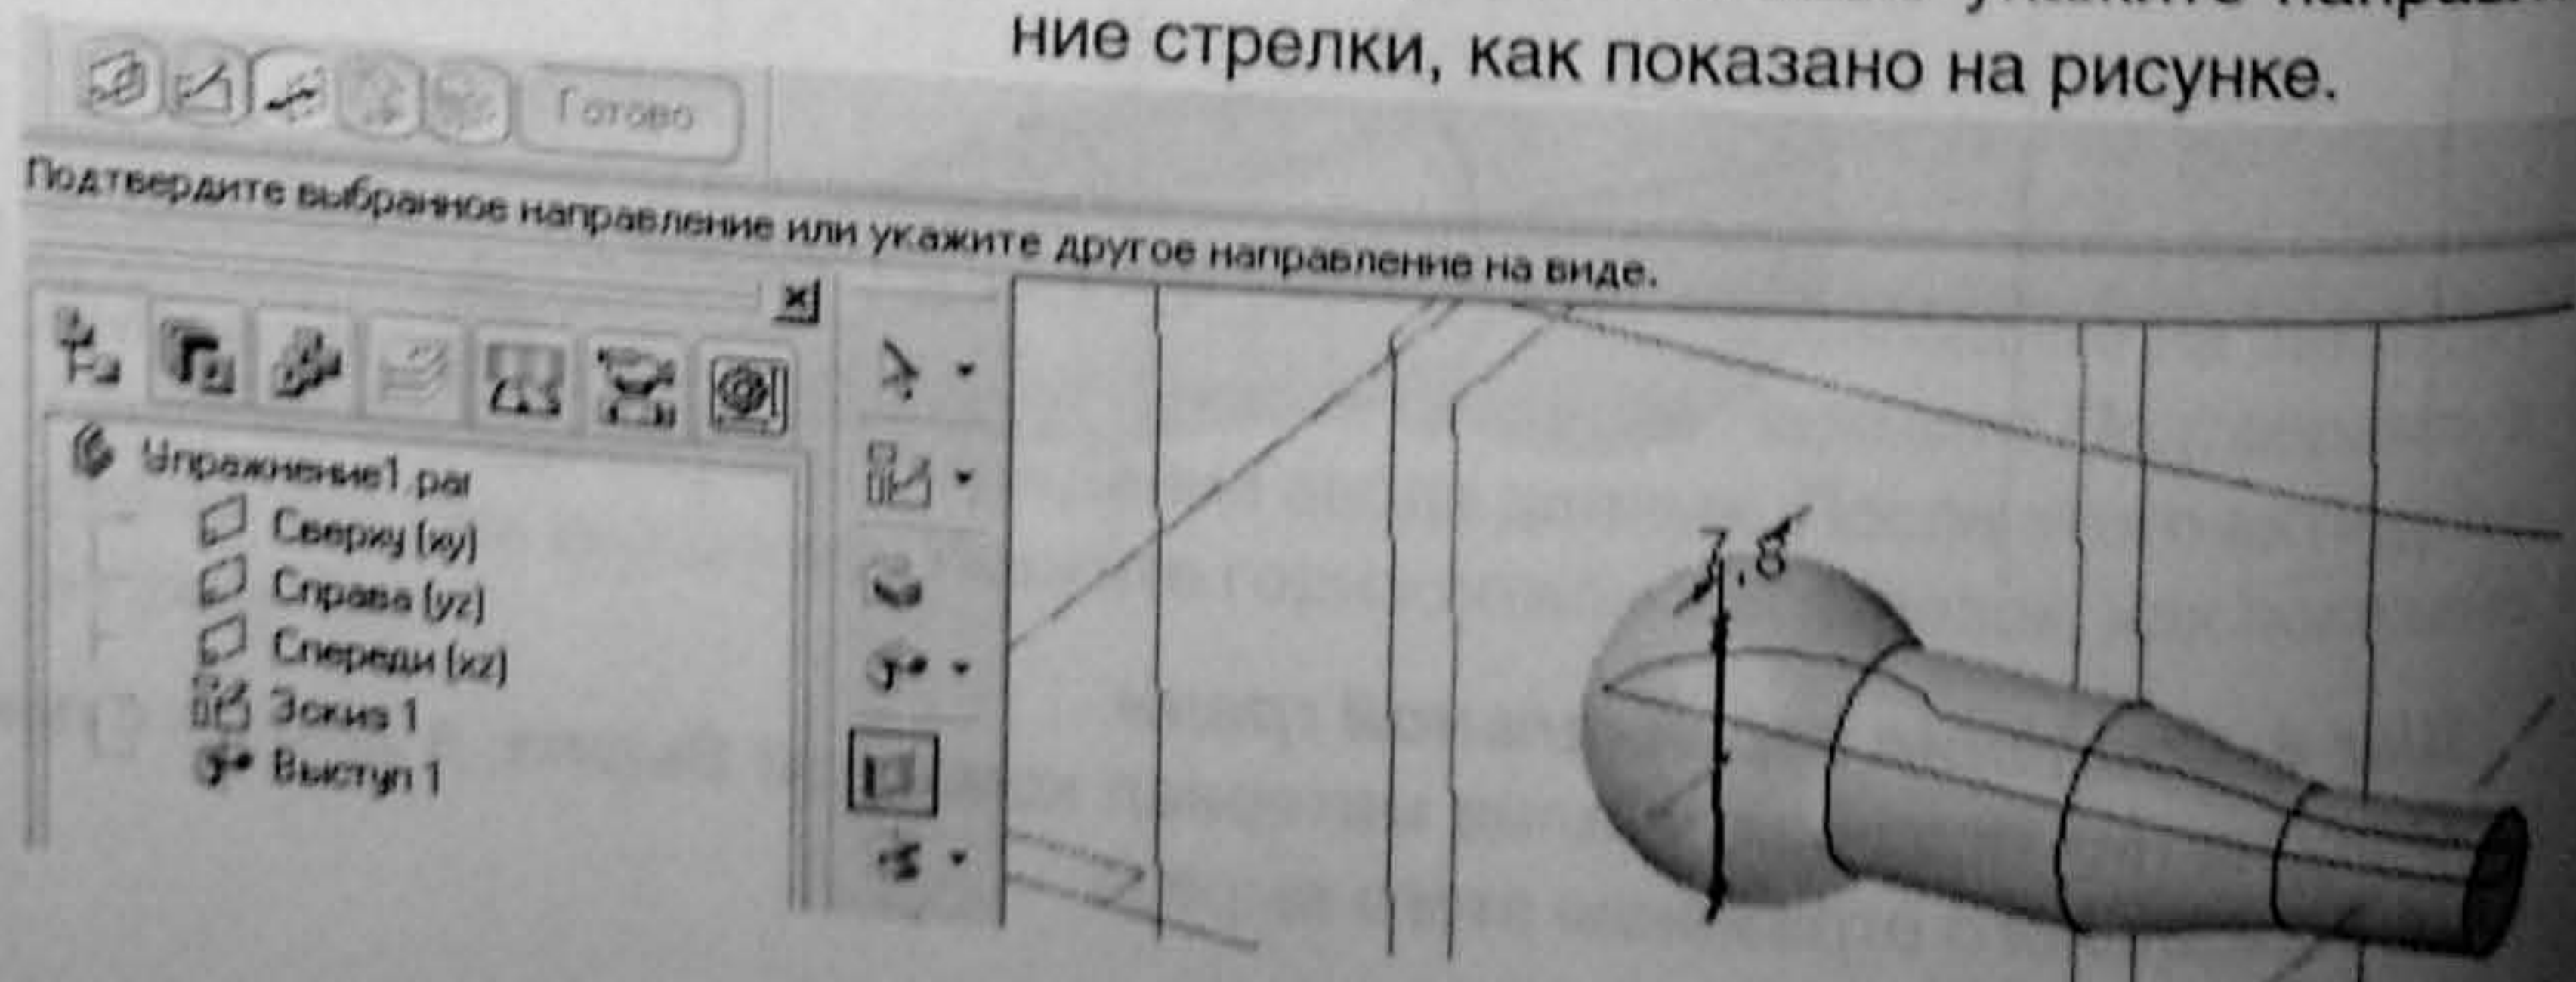 ние стрелки, как показано на рисунке.
Готово
Подтвердите выбранное направление или укажите другое направление на виде.
Упражнение1.par
Сверху (xy)
Справа (yz)
Спереди (xz)
Эскиз 1
Выступ 1
7,8